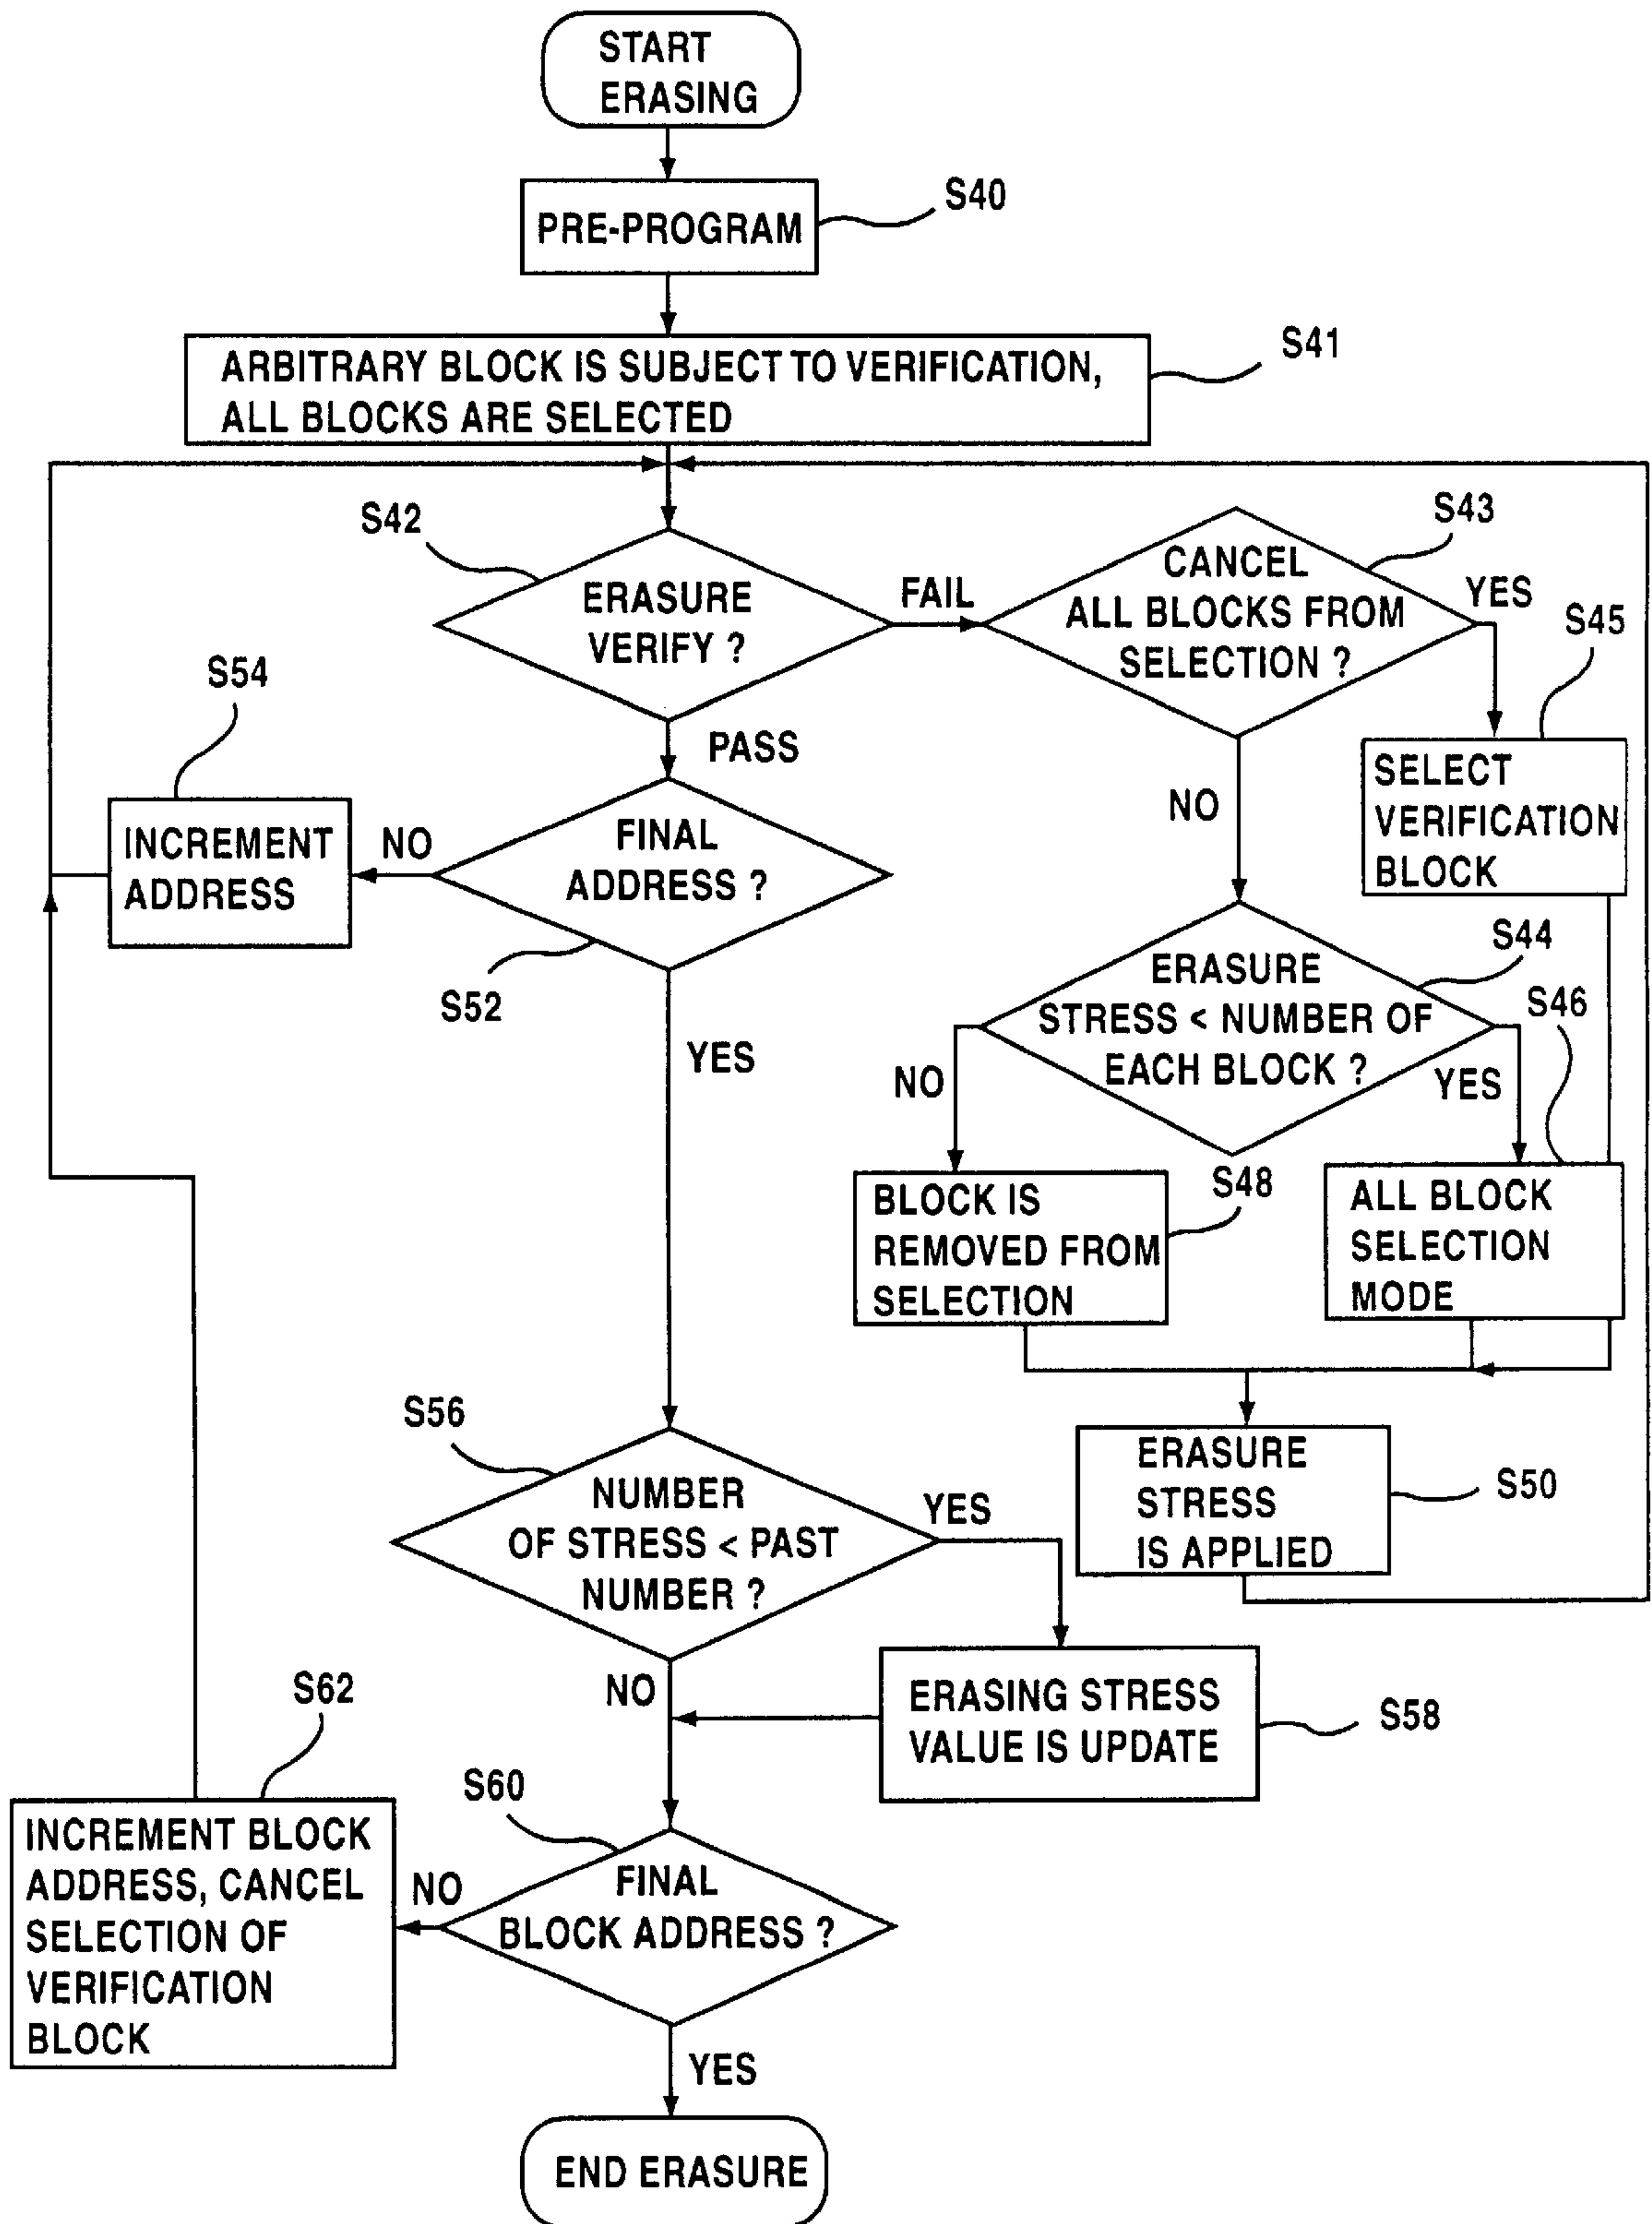 START
ERASING
S40
PRE-PROGRAM
S41
ARBITRARY BLOCK IS SUBJECT TO VERIFICATION,
ALL BLOCKS ARE SELECTED
S42
ERASURE
VERIFY ?
FAIL
S43
CANCEL
ALL BLOCKS FROM
SELECTION ?
YES
S45
SELECT
VERIFICATION
BLOCK
S54
INCREMENT
ADDRESS
NO
PASS
FINAL
ADDRESS ?
S52
YES
NO
S44
ERASURE
STRESS < NUMBER OF
EACH BLOCK ?
NO
YES
S46
S48
BLOCK IS
REMOVED FROM
SELECTION
ALL BLOCK
SELECTION
MODE
S50
ERASURE
STRESS
IS APPLIED
S56
NUMBER
OF STRESS < PAST
NUMBER ?
YES
NO
ERASING STRESS
VALUE IS UPDATE
S58
S62
INCREMENT BLOCK
ADDRESS, CANCEL
SELECTION OF
VERIFICATION
BLOCK
NO
S60
FINAL
BLOCK ADDRESS ?
YES
END ERASURE